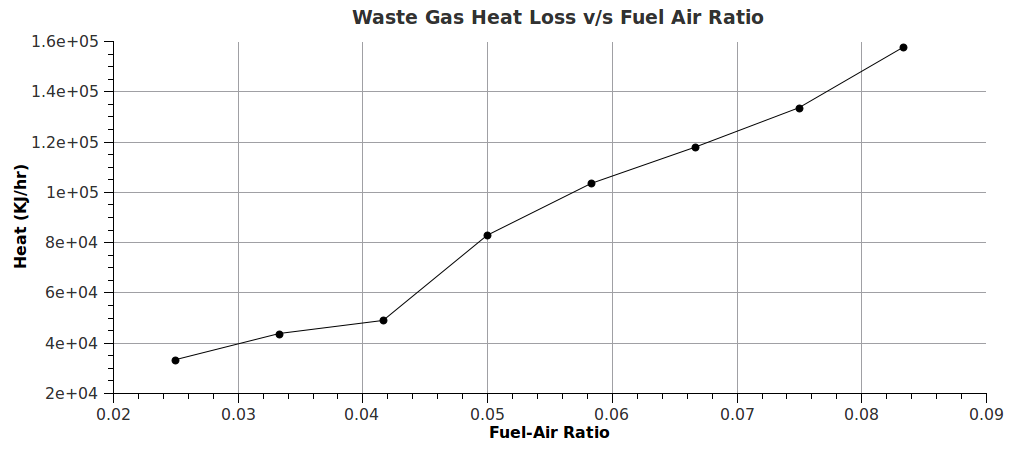 Waste Gas Heat Loss v/s Fuel Air Ratio
1.6e+05
1.4e+05
1.2e+05
1e+05
8e+04
6e+04
4e+04
2e+04
Heat (KJ/hr)
0.02 0.03 0.04 0.05 0.06 0.07 0.08 0.09
Fuel-Air Ratio